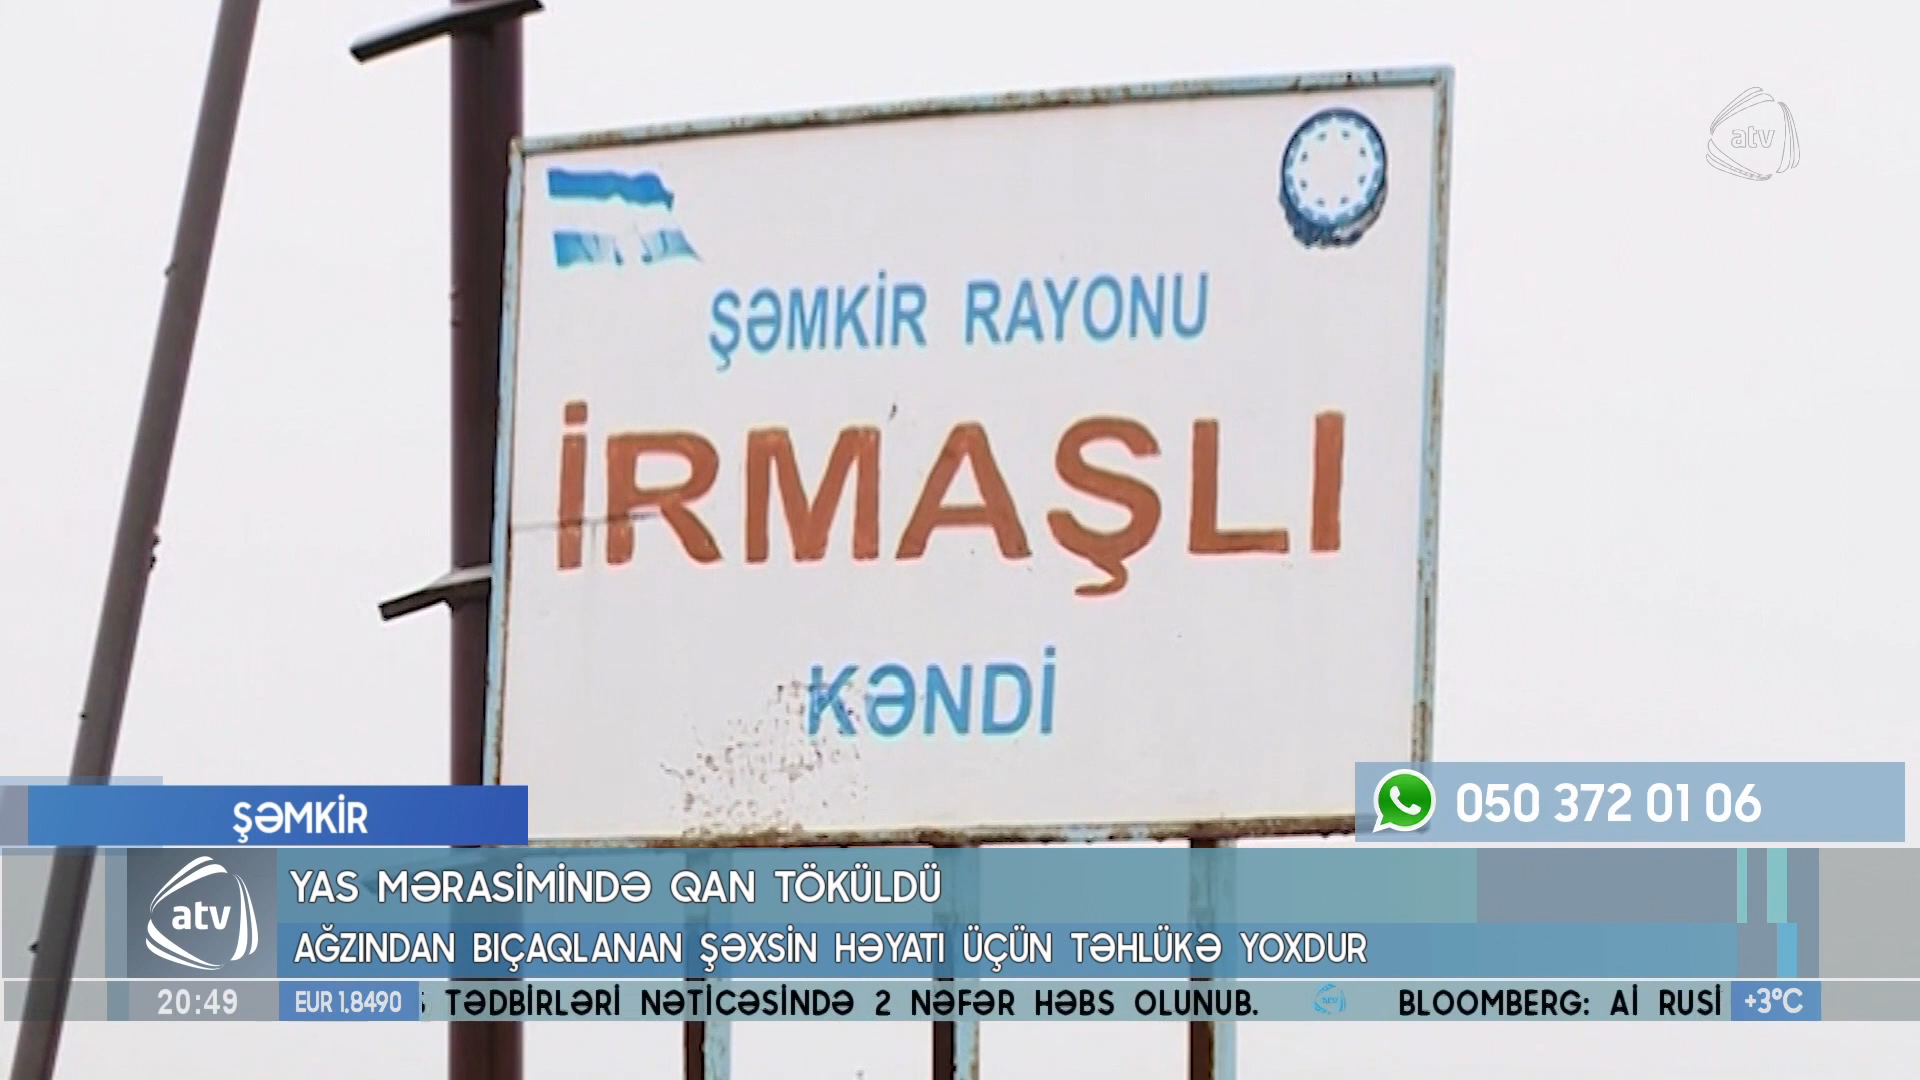 atv
ŞƏMKİR RAYONU
İRMAŞLI
KƏNDİ
ŞƏMKİR
050 372 01 06
atv
YAS MƏRASİMİNDƏ QAN TÖKÜLDÜ
AĞZINDAN BIÇAQLANAN ŞƏXSİN HƏYATI ÜÇÜN TƏHLÜKƏ YOXDUR
20:49 EUR 1.8490 TƏDBİRLƏRİ NƏTİCƏSİNDƏ 2 NƏFƏR HƏBS OLUNUB. atv BLOOMBERG: Aİ RUSİ +3°C